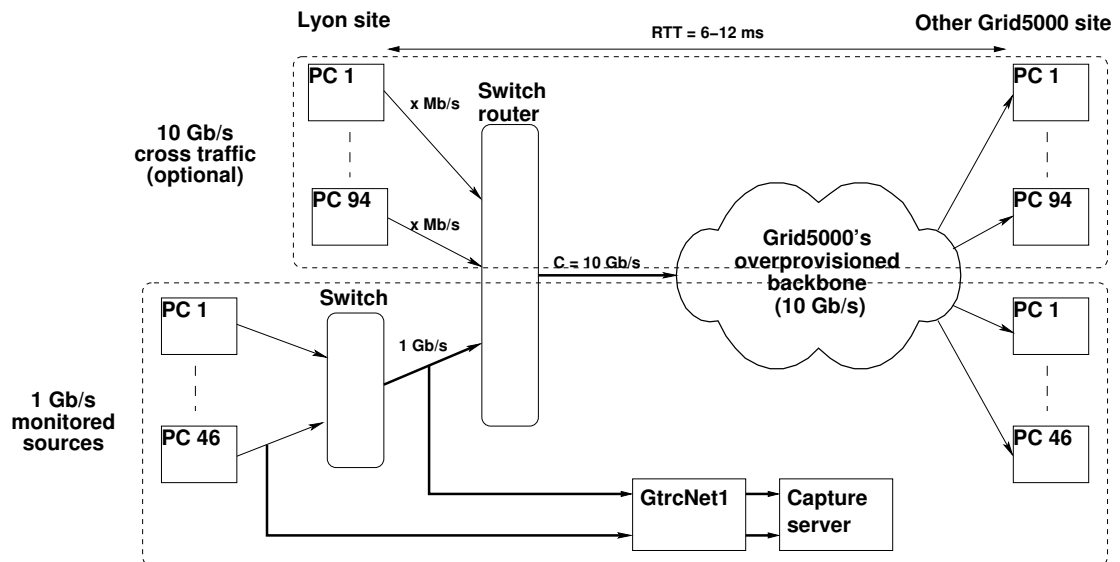 Lyon site
Other Grid5000 site
RTT = 6−12 ms
PC 1
x Mb/s
Switch
router
PC 1
10 Gb/s
cross traffic
(optional)
PC 94
x Mb/s
PC 94
Grid5000's
overprovisioned
backbone
(10 Gb/s)
C = 10 Gb/s
Switch
PC 1
1 Gb/s
PC 1
1 Gb/s
monitored
sources
PC 46
PC 46
GtrcNet1
Capture
server